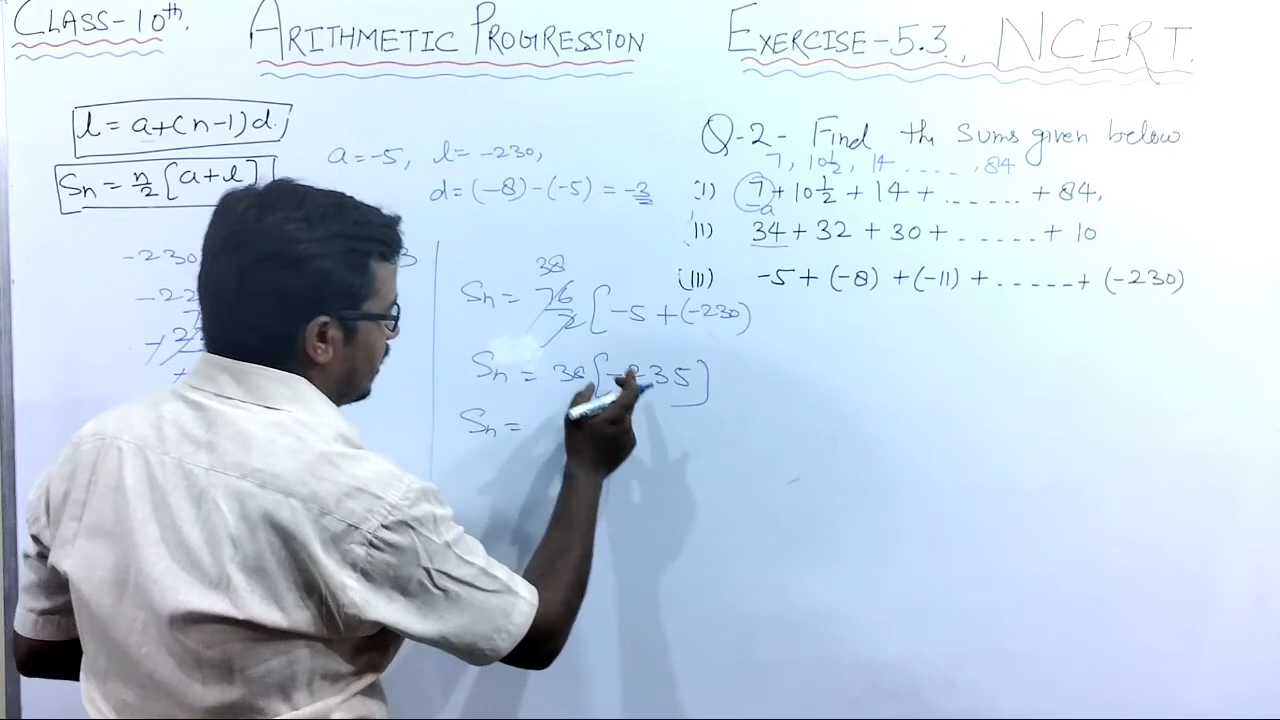 CLASS-10th.
ARITHMETIC PROGRESSION
EXERCISE-5.3, NCERT.
l = a+(n-1)d.
Sn = n/2 [a+l]
a=-5, l=-230,
d=(-8)-(-5) = -3
-230
3
-22
Sn = 76/2 [-5+(-230)
38
Sn = 38[-235]
Sn =
Q-2- Find the sums given below
7, 10½, 14 ......, 84
(I) 7+10½+14+......+84,
a
(II) 34+32+30+......+10
(III) -5+(-8)+(-11)+......+(-230)